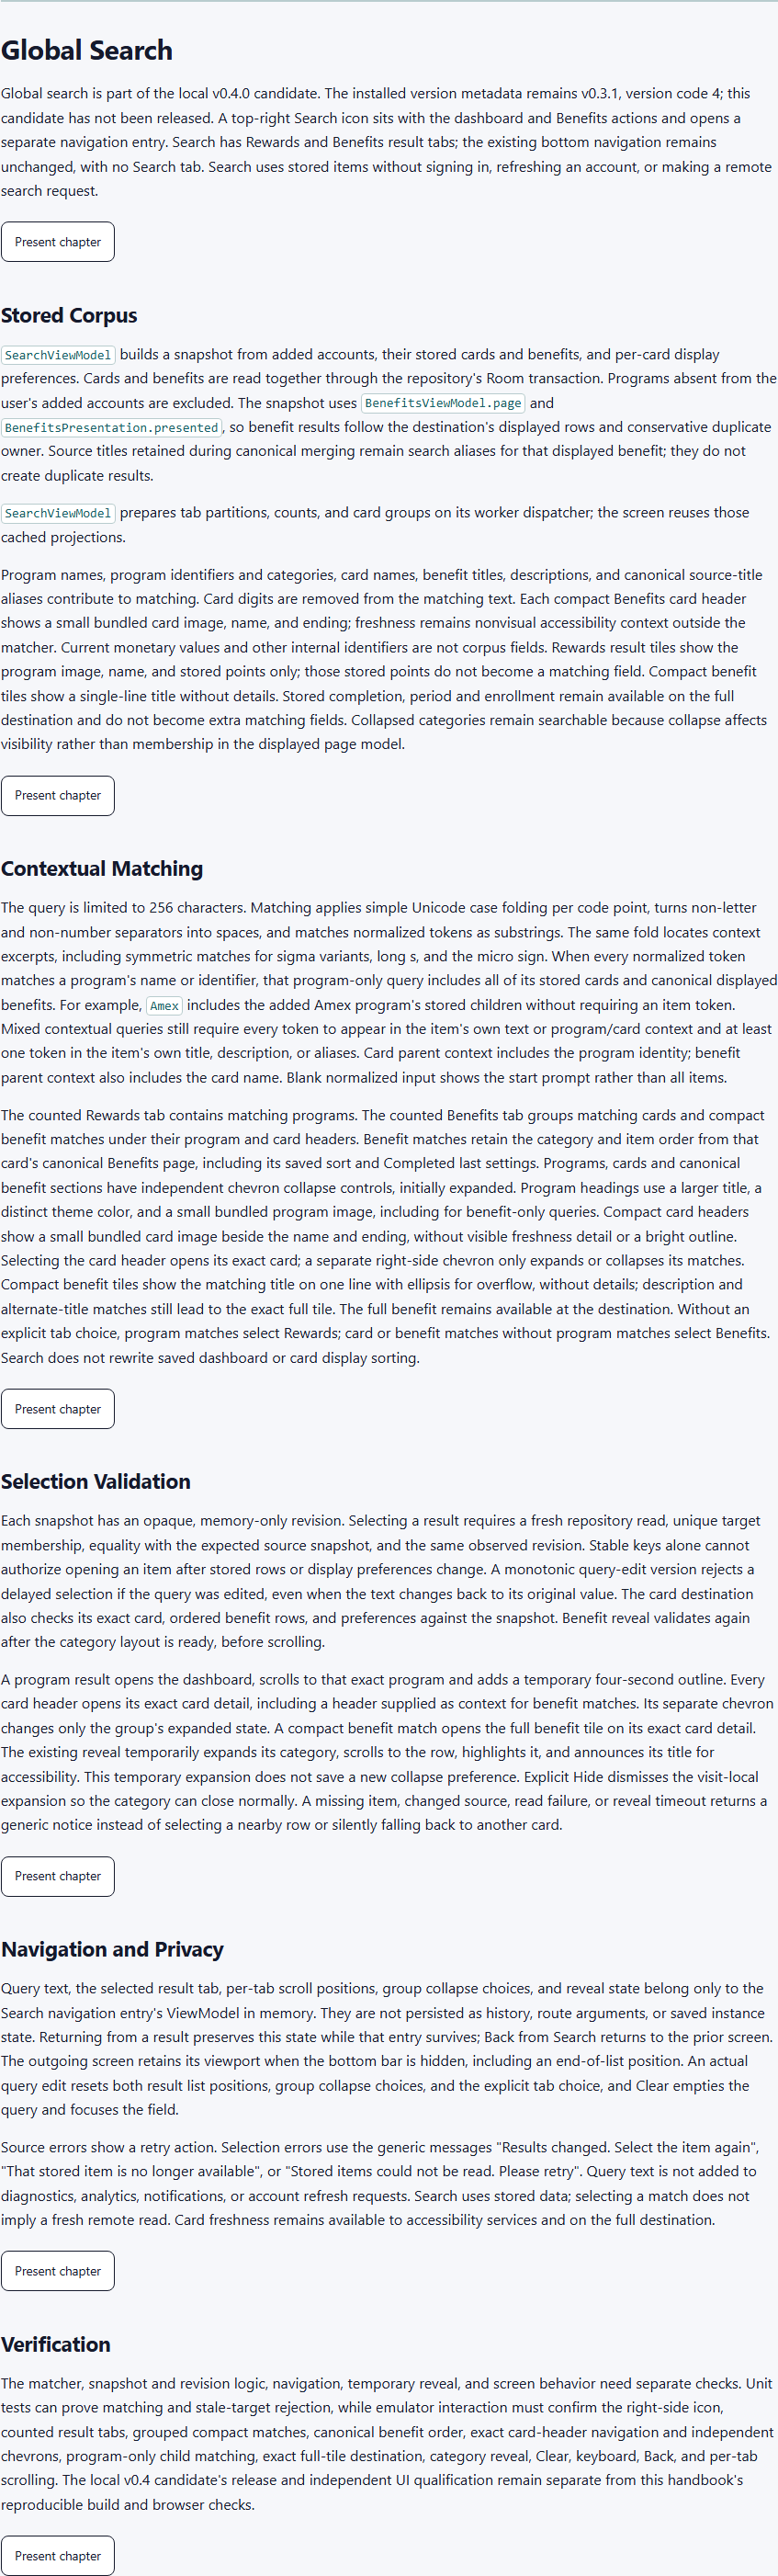 Global Search
Global search is part of the local v0.4.0 candidate. The installed version metadata remains v0.3.1, version code 4; this
candidate has not been released. A top-right Search icon sits with the dashboard and Benefits actions and opens a
separate navigation entry. Search has Rewards and Benefits result tabs; the existing bottom navigation remains
unchanged, with no Search tab. Search uses stored items without signing in, refreshing an account, or making a remote
search request.
Present chapter
Stored Corpus
SearchViewModel builds a snapshot from added accounts, their stored cards and benefits, and per-card display
preferences. Cards and benefits are read together through the repository's Room transaction. Programs absent from the
user's added accounts are excluded. The snapshot uses BenefitsViewModel.page and
BenefitsPresentation.presented, so benefit results follow the destination's displayed rows and conservative duplicate
owner. Source titles retained during canonical merging remain search aliases for that displayed benefit; they do not
create duplicate results.
SearchViewModel prepares tab partitions, counts, and card groups on its worker dispatcher; the screen reuses those
cached projections.
Program names, program identifiers and categories, card names, benefit titles, descriptions, and canonical source-title
aliases contribute to matching. Card digits are removed from the matching text. Each compact Benefits card header
shows a small bundled card image, name, and ending; freshness remains nonvisual accessibility context outside the
matcher. Current monetary values and other internal identifiers are not corpus fields. Rewards result tiles show the
program image, name, and stored points only; those stored points do not become a matching field. Compact benefit
tiles show a single-line title without details. Stored completion, period and enrollment remain available on the full
destination and do not become extra matching fields. Collapsed categories remain searchable because collapse affects
visibility rather than membership in the displayed page model.
Present chapter
Contextual Matching
The query is limited to 256 characters. Matching applies simple Unicode case folding per code point, turns non-letter
and non-number separators into spaces, and matches normalized tokens as substrings. The same fold locates context
excerpts, including symmetric matches for sigma variants, long s, and the micro sign. When every normalized token
matches a program's name or identifier, that program-only query includes all of its stored cards and canonical displayed
benefits. For example, Amex includes the added Amex program's stored children without requiring an item token.
Mixed contextual queries still require every token to appear in the item's own text or program/card context and at least
one token in the item's own title, description, or aliases. Card parent context includes the program identity; benefit
parent context also includes the card name. Blank normalized input shows the start prompt rather than all items.
The counted Rewards tab contains matching programs. The counted Benefits tab groups matching cards and compact
benefit matches under their program and card headers. Benefit matches retain the category and item order from that
card's canonical Benefits page, including its saved sort and Completed last settings. Programs, cards and canonical
benefit sections have independent chevron collapse controls, initially expanded. Program headings use a larger title, a
distinct theme color, and a small bundled program image, including for benefit-only queries. Compact card headers
show a small bundled card image beside the name and ending, without visible freshness detail or a bright outline.
Selecting the card header opens its exact card; a separate right-side chevron only expands or collapses its matches.
Compact benefit tiles show the matching title on one line with ellipsis for overflow, without details; description and
alternate-title matches still lead to the exact full tile. The full benefit remains available at the destination. Without an
explicit tab choice, program matches select Rewards; card or benefit matches without program matches select Benefits.
Search does not rewrite saved dashboard or card display sorting.
Present chapter
Selection Validation
Each snapshot has an opaque, memory-only revision. Selecting a result requires a fresh repository read, unique target
membership, equality with the expected source snapshot, and the same observed revision. Stable keys alone cannot
authorize opening an item after stored rows or display preferences change. A monotonic query-edit version rejects a
delayed selection if the query was edited, even when the text changes back to its original value. The card destination
also checks its exact card, ordered benefit rows, and preferences against the snapshot. Benefit reveal validates again
after the category layout is ready, before scrolling.
A program result opens the dashboard, scrolls to that exact program and adds a temporary four-second outline. Every
card header opens its exact card detail, including a header supplied as context for benefit matches. Its separate chevron
changes only the group's expanded state. A compact benefit match opens the full benefit tile on its exact card detail.
The existing reveal temporarily expands its category, scrolls to the row, highlights it, and announces its title for
accessibility. This temporary expansion does not save a new collapse preference. Explicit Hide dismisses the visit-local
expansion so the category can close normally. A missing item, changed source, read failure, or reveal timeout returns a
generic notice instead of selecting a nearby row or silently falling back to another card.
Present chapter
Navigation and Privacy
Query text, the selected result tab, per-tab scroll positions, group collapse choices, and reveal state belong only to the
Search navigation entry's ViewModel in memory. They are not persisted as history, route arguments, or saved instance
state. Returning from a result preserves this state while that entry survives; Back from Search returns to the prior screen.
The outgoing screen retains its viewport when the bottom bar is hidden, including an end-of-list position. An actual
query edit resets both result list positions, group collapse choices, and the explicit tab choice, and Clear empties the
query and focuses the field.
Source errors show a retry action. Selection errors use the generic messages "Results changed. Select the item again",
"That stored item is no longer available", or "Stored items could not be read. Please retry". Query text is not added to
diagnostics, analytics, notifications, or account refresh requests. Search uses stored data; selecting a match does not
imply a fresh remote read. Card freshness remains available to accessibility services and on the full destination.
Present chapter
Verification
The matcher, snapshot and revision logic, navigation, temporary reveal, and screen behavior need separate checks. Unit
tests can prove matching and stale-target rejection, while emulator interaction must confirm the right-side icon,
counted result tabs, grouped compact matches, canonical benefit order, exact card-header navigation and independent
chevrons, program-only child matching, exact full-tile destination, category reveal, Clear, keyboard, Back, and per-tab
scrolling. The local v0.4 candidate's release and independent UI qualification remain separate from this handbook's
reproducible build and browser checks.
Present chapter